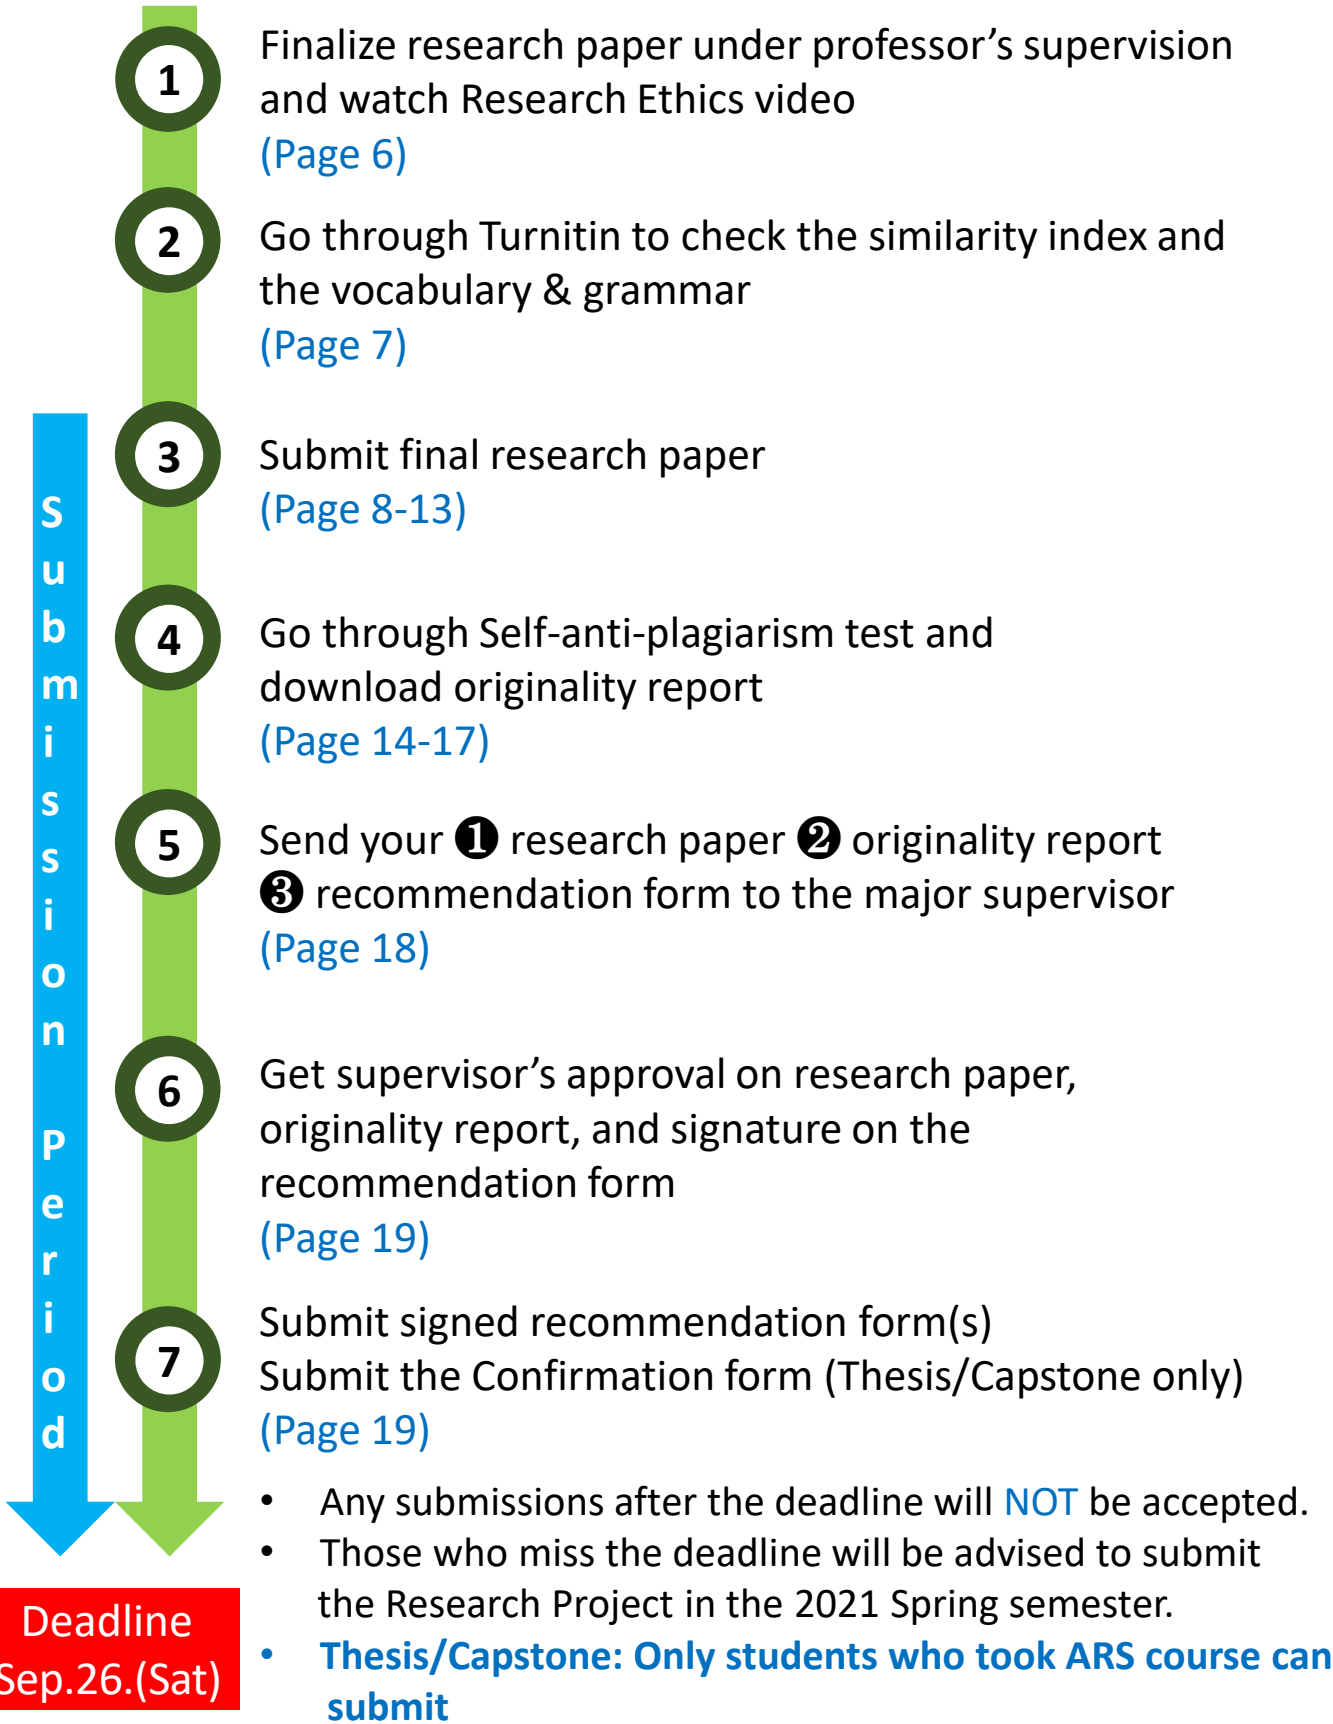 1
Finalize research paper under professor’s supervision
and watch Research Ethics video
(Page 6)
2
Go through Turnitin to check the similarity index and
the vocabulary & grammar
(Page 7)
3
Submit final research paper
(Page 8-13)
4
Go through Self-anti-plagiarism test and
download originality report
(Page 14-17)
5
Send your ❶ research paper ❷ originality report
❸ recommendation form to the major supervisor
(Page 18)
6
Get supervisor’s approval on research paper,
originality report, and signature on the
recommendation form
(Page 19)
7
Submit signed recommendation form(s)
Submit the Confirmation form (Thesis/Capstone only)
(Page 19)
Submission Period
• Any submissions after the deadline will NOT be accepted.
• Those who miss the deadline will be advised to submit
the Research Project in the 2021 Spring semester.
• Thesis/Capstone: Only students who took ARS course can
submit
Deadline
Sep.26.(Sat)